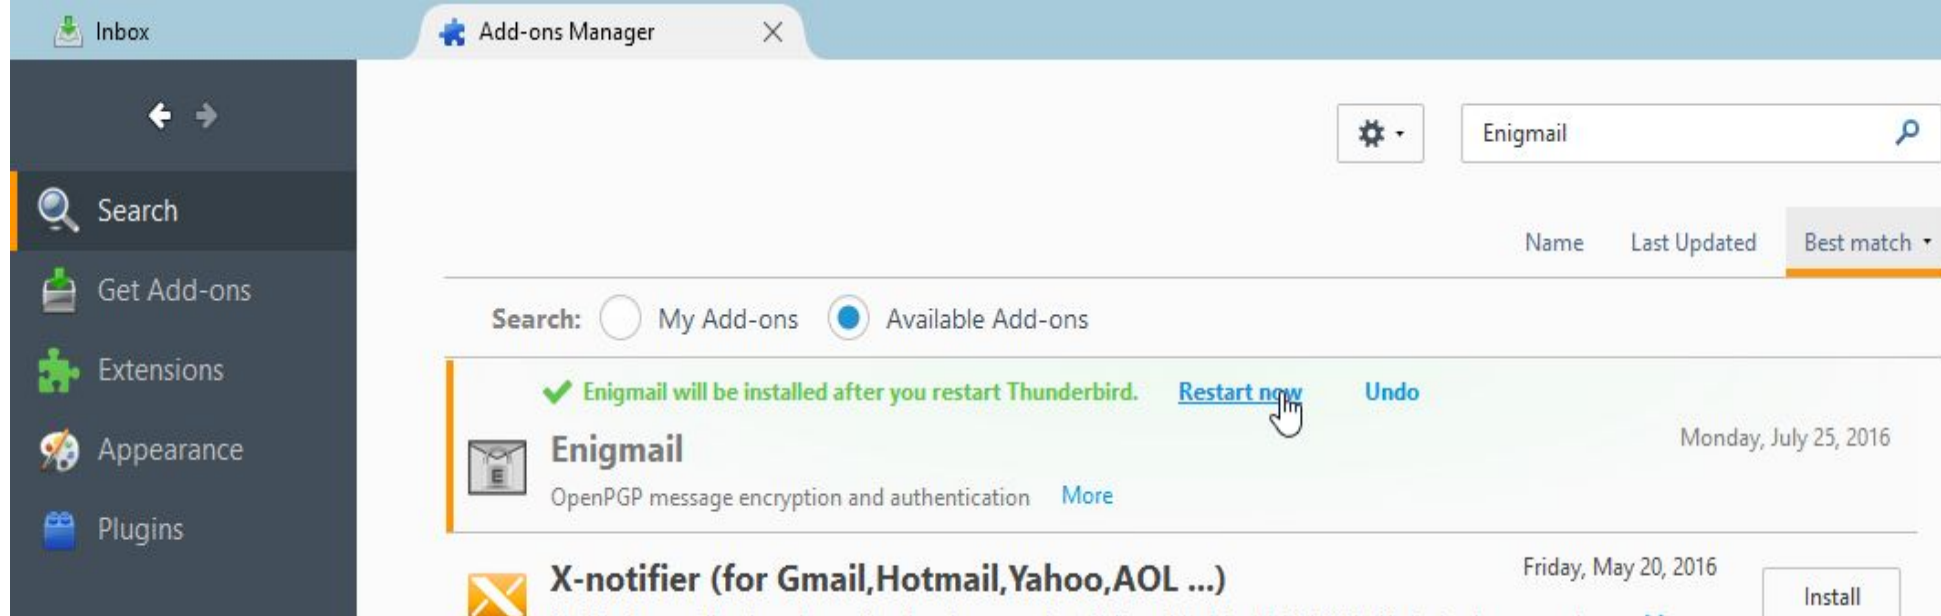 Inbox
Add-ons Manager
Enigmail
Search
Name Last Updated Best match
Get Add-ons
Search: My Add-ons Available Add-ons
Extensions
Enigmail will be installed after you restart Thunderbird. Restart now Undo
Appearance
Enigmail
Monday, July 25, 2016
E
OpenPGP message encryption and authentication More
Plugins
X-notifier (for Gmail,Hotmail,Yahoo,AOL ...)
Friday, May 20, 2016
Install